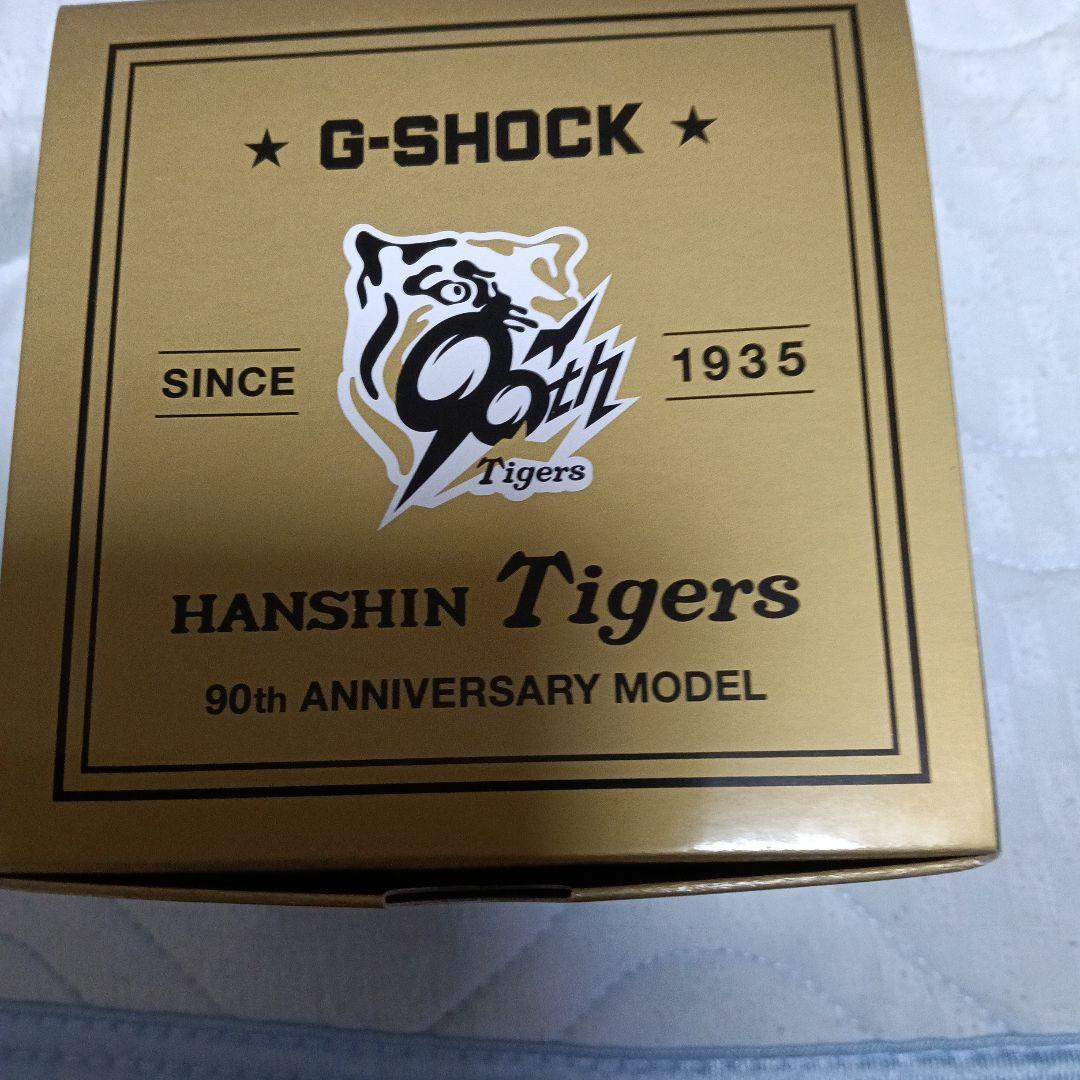 ★ G-SHOCK ★
SINCE
90th
Tigers
1935
HANSHIN Tigers
90th ANNIVERSARY MODEL